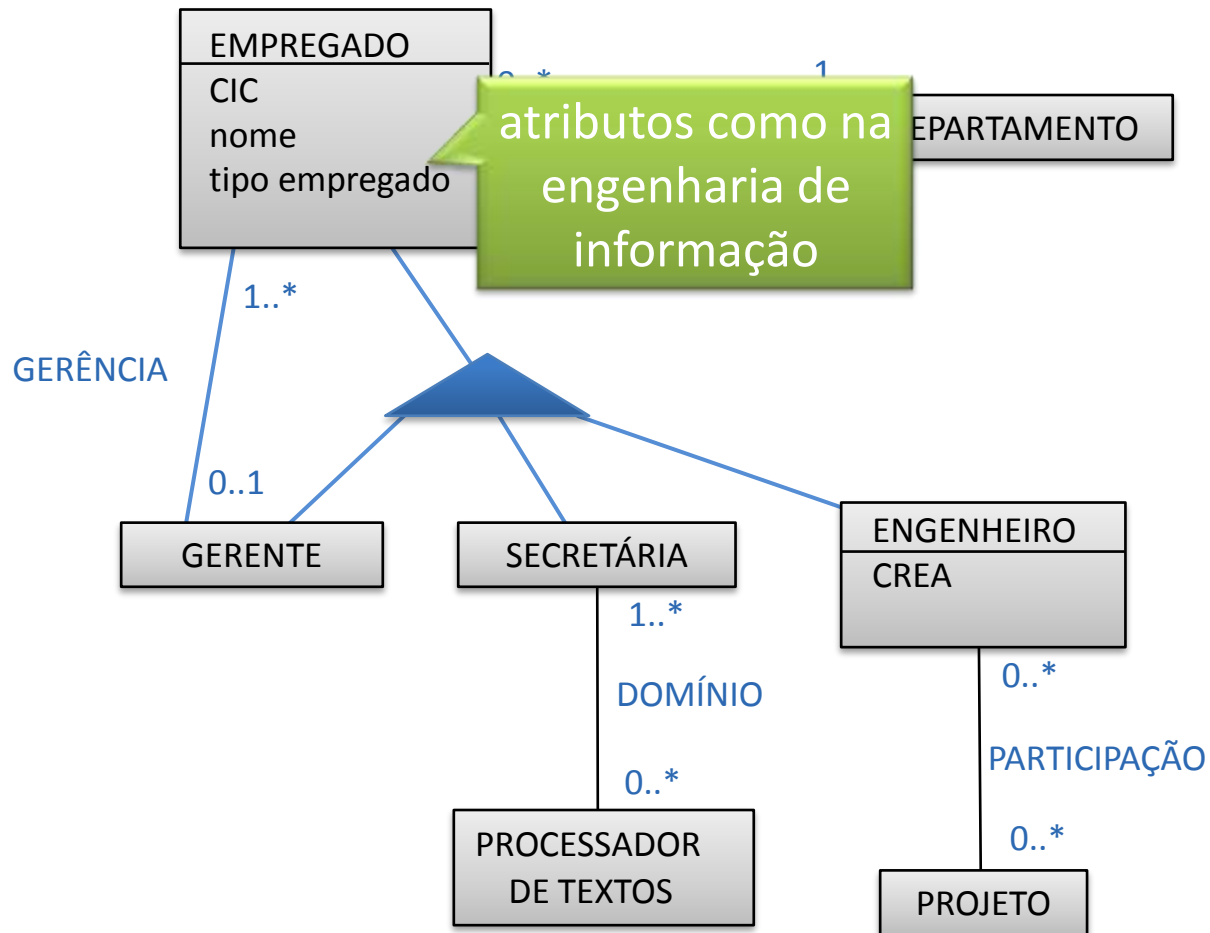 EMPREGADO
CIC
nome
tipo empregado
1
atributos como na
engenharia de
informação
EPARTAMENTO
1..*
GERÊNCIA
0..1
GERENTE
SECRETÁRIA
ENGENHEIRO
CREA
1..*
DOMÍNIO
0..*
PROCESSADOR
DE TEXTOS
0..*
PARTICIPAÇÃO
0..*
PROJETO